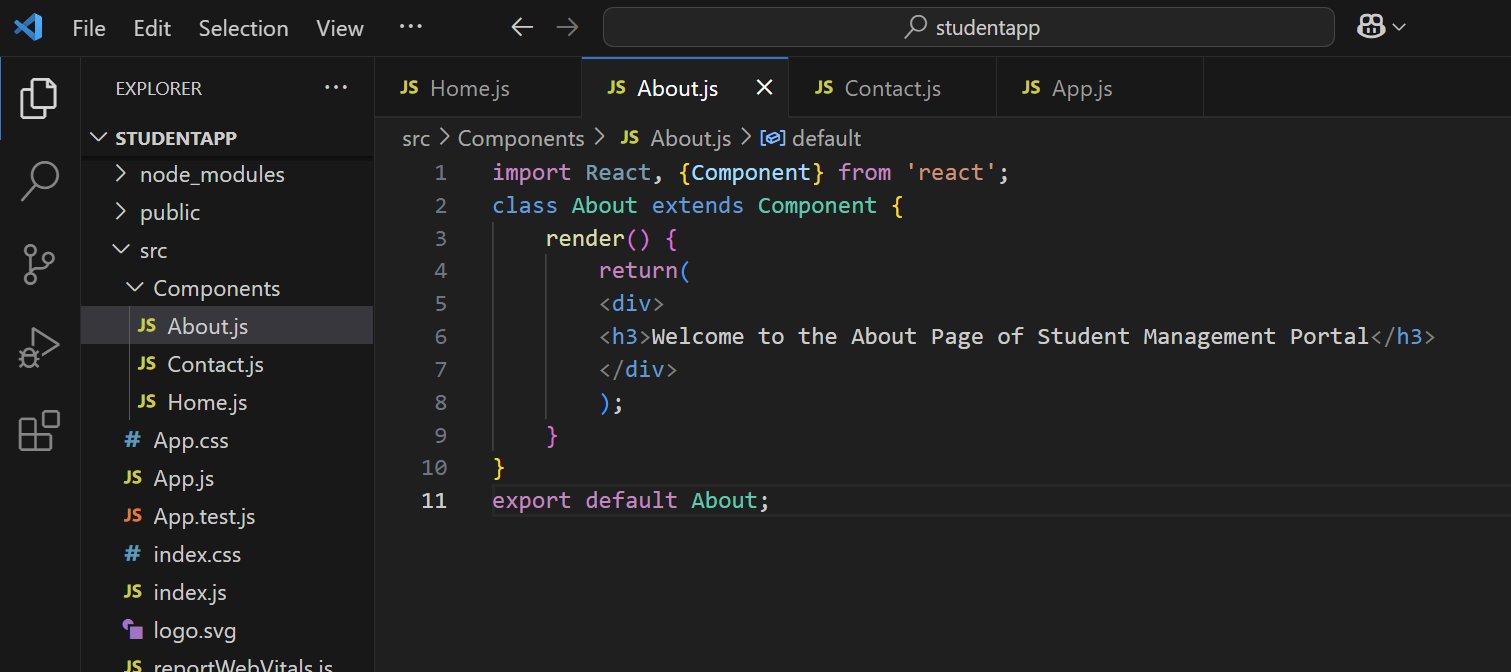 File Edit Selection View ··· ← → studentapp
EXPLORER ···
STUDENTAPP
node_modules
public
src
Components
JS About.js
JS Contact.js
JS Home.js
# App.css
JS App.js
JS App.test.js
# index.css
JS index.js
logo.svg
JS reportWebVitals.js
JS Home.js JS About.js × JS Contact.js JS App.js
src > Components > JS About.js > default
1 import React, {Component} from 'react';
2 class About extends Component {
3 render() {
4 return(
5 <div>
6 <h3>Welcome to the About Page of Student Management Portal</h3>
7 </div>
8 );
9 }
10 }
11 export default About;